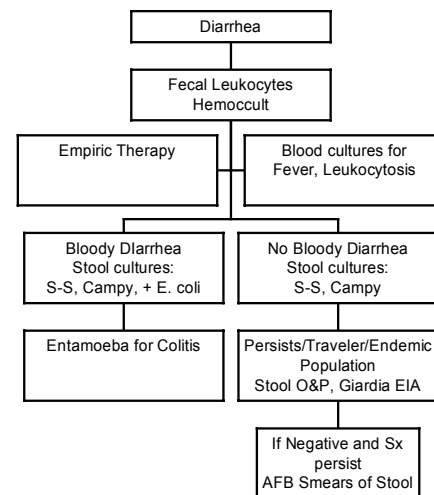 Diarrhea
Fecal Leukocytes
Hemoccult
Empiric Therapy
Blood cultures for
Fever, Leukocytosis
Bloody DIarrhea
Stool cultures:
S-S, Campy, + E. coli
No Bloody Diarrhea
Stool cultures:
S-S, Campy
Entamoeba for Colitis
Persists/Traveler/Endemic
Population
Stool O&P, Giardia EIA
If Negative and Sx
persist
AFB Smears of Stool